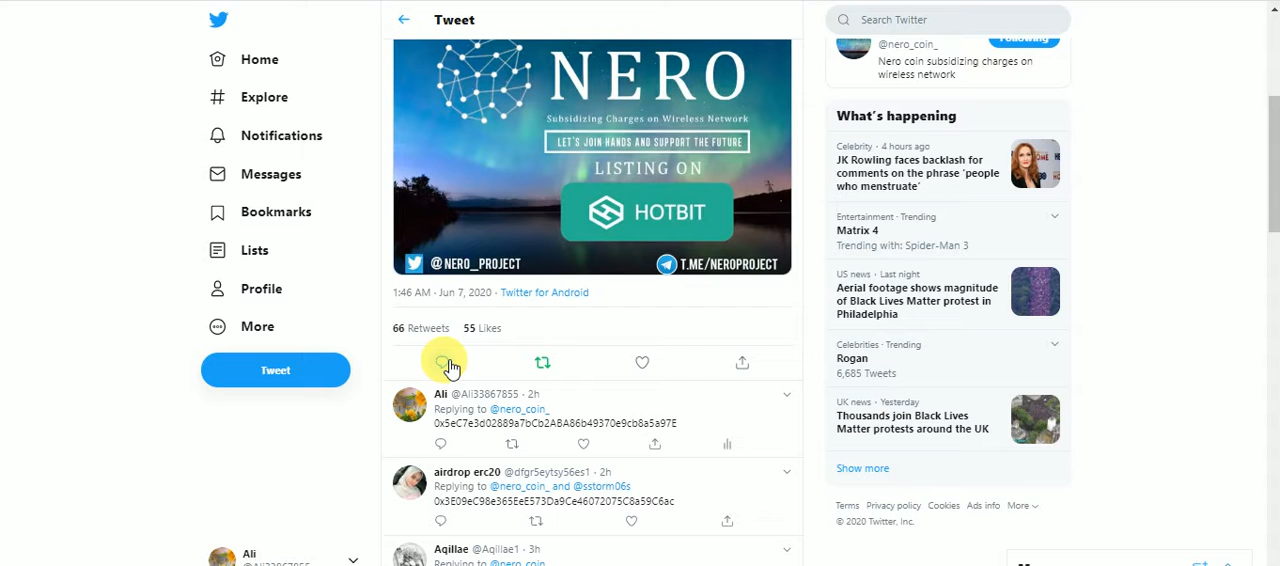 Home
Explore
Notifications
Messages
Bookmarks
Lists
Profile
More
Tweet
Ali
@Ali33867855
Tweet
NERO
Subsidizing Charges on Wireless Network
LET'S JOIN HANDS AND SUPPORT THE FUTURE
LISTING ON
HOTBIT
@NERO_PROJECT
T.ME/NEROPROJECT
1:46 AM · Jun 7, 2020 · Twitter for Android
66 Retweets 55 Likes
Ali @Ali33867855 · 2h
Replying to @nero_coin_
0x5eC7e3d02889a7bCb2ABA86b49370e9cb8a5a97E
airdrop erc20 @dfgr5eytsy56es1 · 2h
Replying to @nero_coin_ and @sstorm06s
0x3E09eC98e365EeE573Da9Ce46072075C8a59C6ac
Aqillae @Aqillae1 · 3h
Replying to @nero_coin_
Search Twitter
Following
@nero_coin_
Nero coin subsidizing charges on
wireless network
What's happening
Celebrity · 4 hours ago
JK Rowling faces backlash for
comments on the phrase 'people
who menstruate'
Entertainment · Trending
Matrix 4
Trending with: Spider-Man 3
US news · Last night
Aerial footage shows magnitude
of Black Lives Matter protest in
Philadelphia
Celebrities · Trending
Rogan
6,685 Tweets
UK news · Yesterday
Thousands join Black Lives
Matter protests around the UK
Show more
Terms Privacy policy Cookies Ads info More
© 2020 Twitter, Inc.